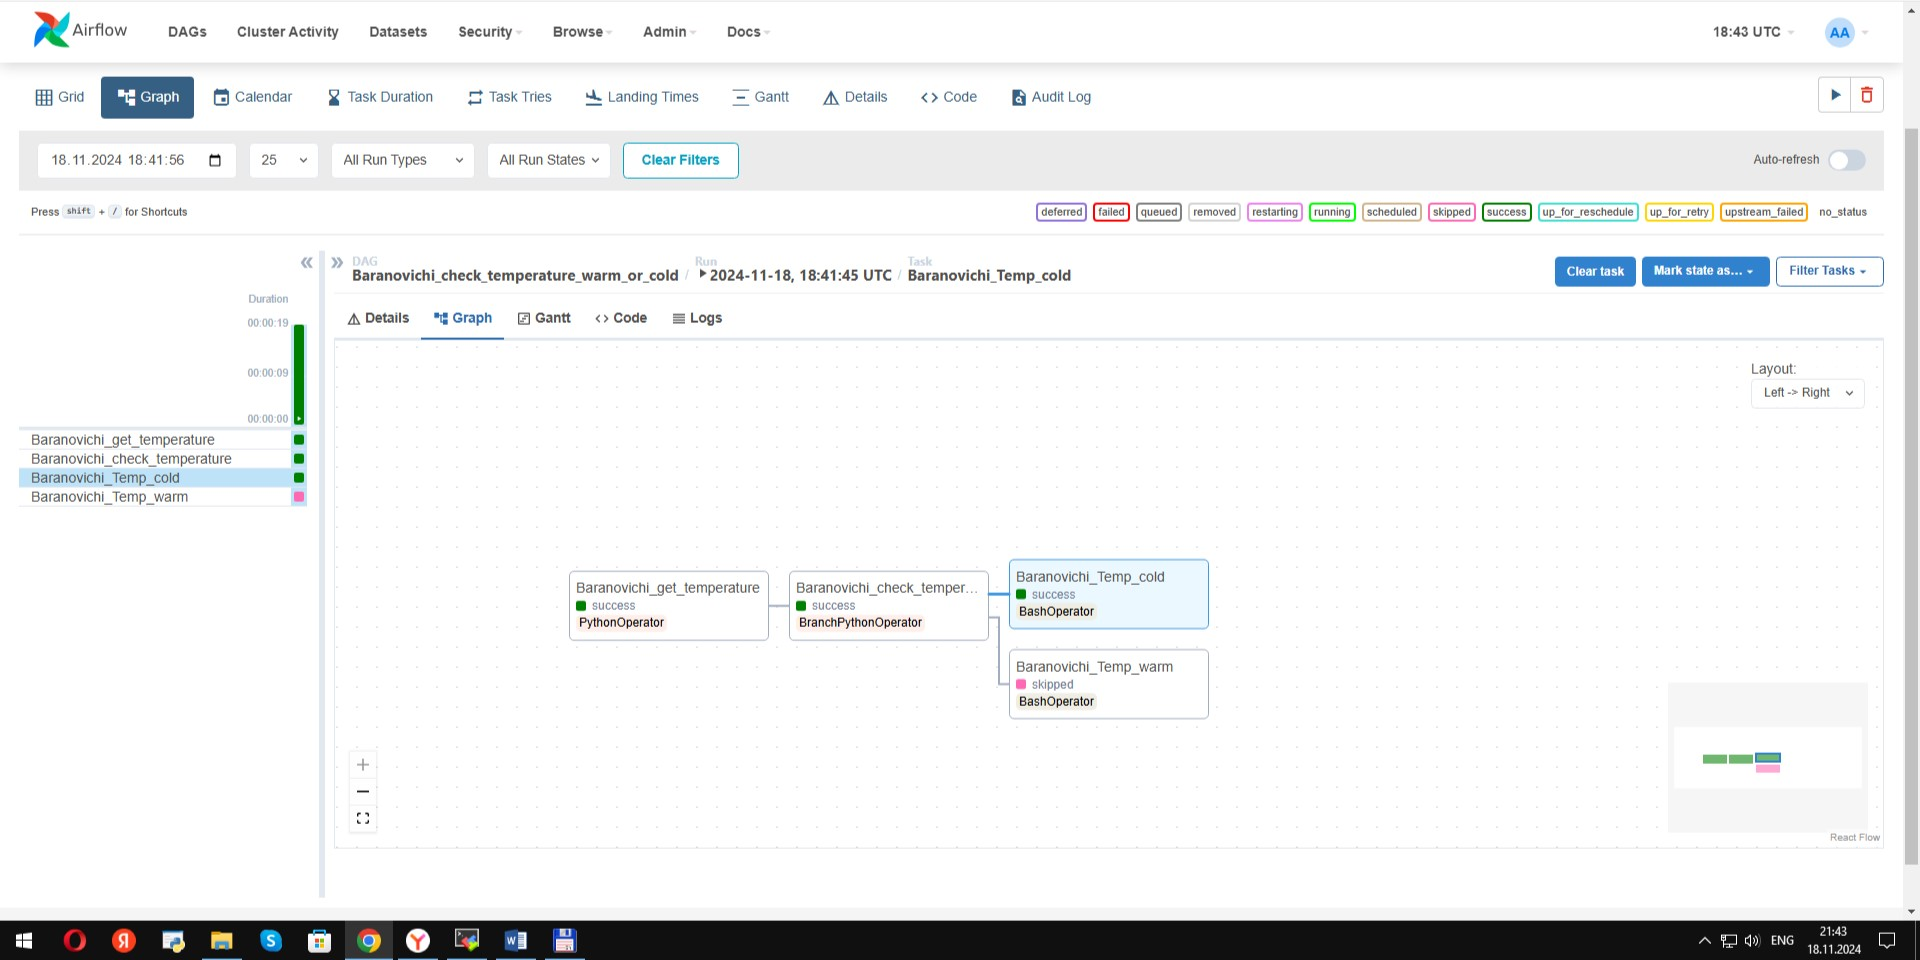 Airflow DAGs Cluster Activity Datasets Security Browse Admin Docs 18:43 UTC AA
Grid Graph Calendar Task Duration Task Tries Landing Times Gantt Details Code Audit Log
18.11.2024 18:41:56 25 All Run Types All Run States Clear Filters Auto-refresh
Press shift + / for Shortcuts deferred failed queued removed restarting running scheduled skipped success up_for_reschedule up_for_retry upstream_failed no_status
DAG Run Task
Baranovichi_check_temperature_warm_or_cold / 2024-11-18, 18:41:45 UTC / Baranovichi_Temp_cold Clear task Mark state as... Filter Tasks
Duration
00:00:19
00:00:09
00:00:00
Baranovichi_get_temperature
Baranovichi_check_temperature
Baranovichi_Temp_cold
Baranovichi_Temp_warm
Details Graph Gantt Code Logs
Layout:
Left -> Right
Baranovichi_get_temperature
success
PythonOperator
Baranovichi_check_temper...
success
BranchPythonOperator
Baranovichi_Temp_cold
success
BashOperator
Baranovichi_Temp_warm
skipped
BashOperator
React Flow
ENG
21:43
18.11.2024